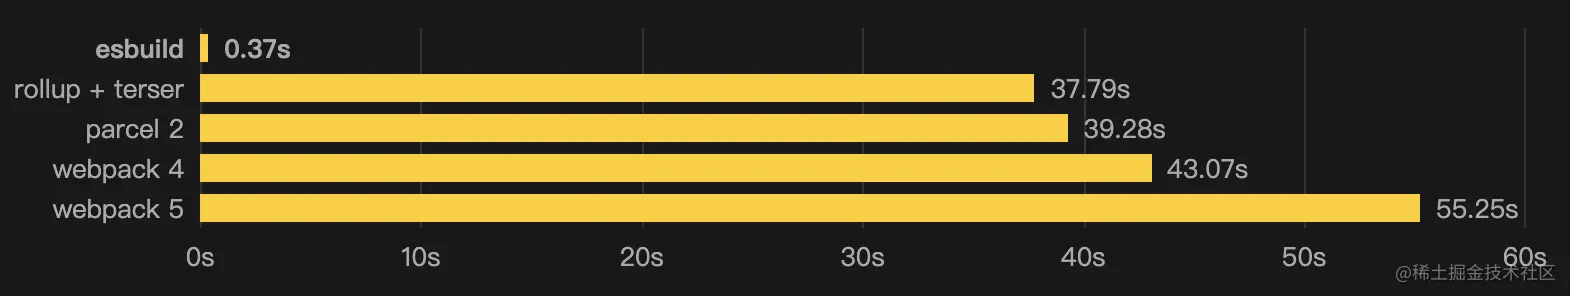 esbuild 0.37s
rollup + terser 37.79s
parcel 2 39.28s
webpack 4 43.07s
webpack 5 55.25s
0s 10s 20s 30s 40s 50s 60s
@稀土掘金技术社区